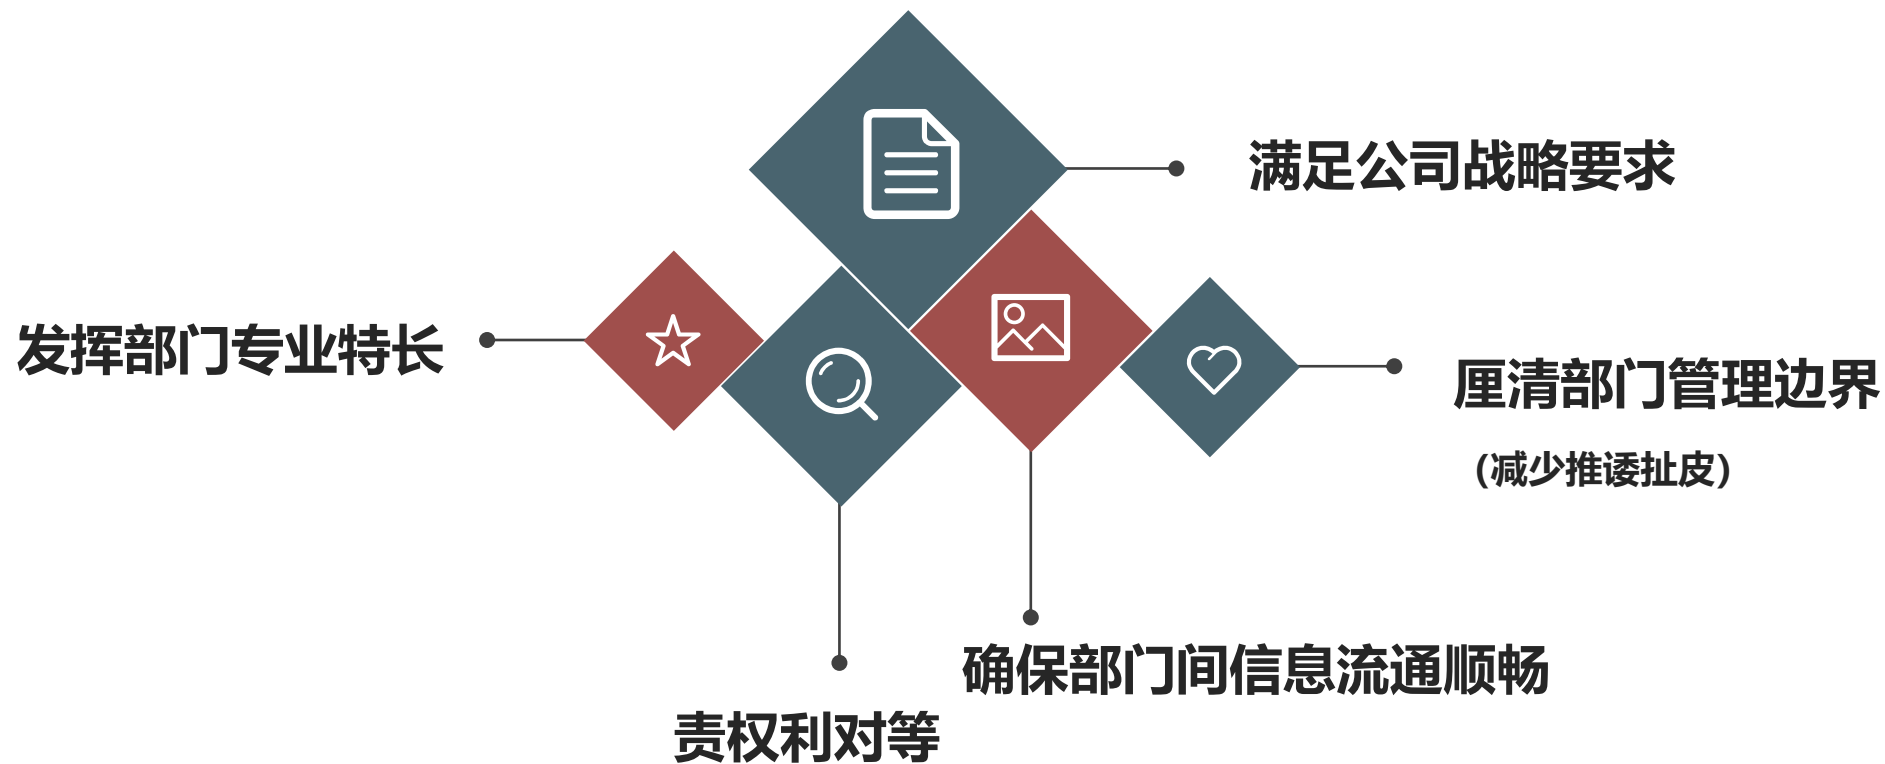 满足公司战略要求
发挥部门专业特长
厘清部门管理边界
（减少推诿扯皮）
确保部门间信息流通顺畅
责权利对等